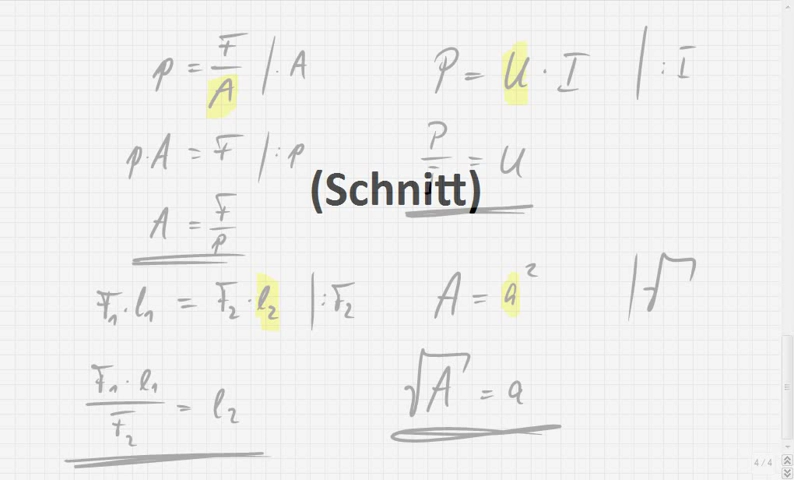 p = F/A | · A
p · A = F | : p
A = F/p
F₁ · l₁ = F₂ · l₂ | : F₂
(F₁ · l₁)/F₂ = l₂
P = U · I | : I
P/I = U
A = a² | √
√A = a
(Schnitt)
4 / 4